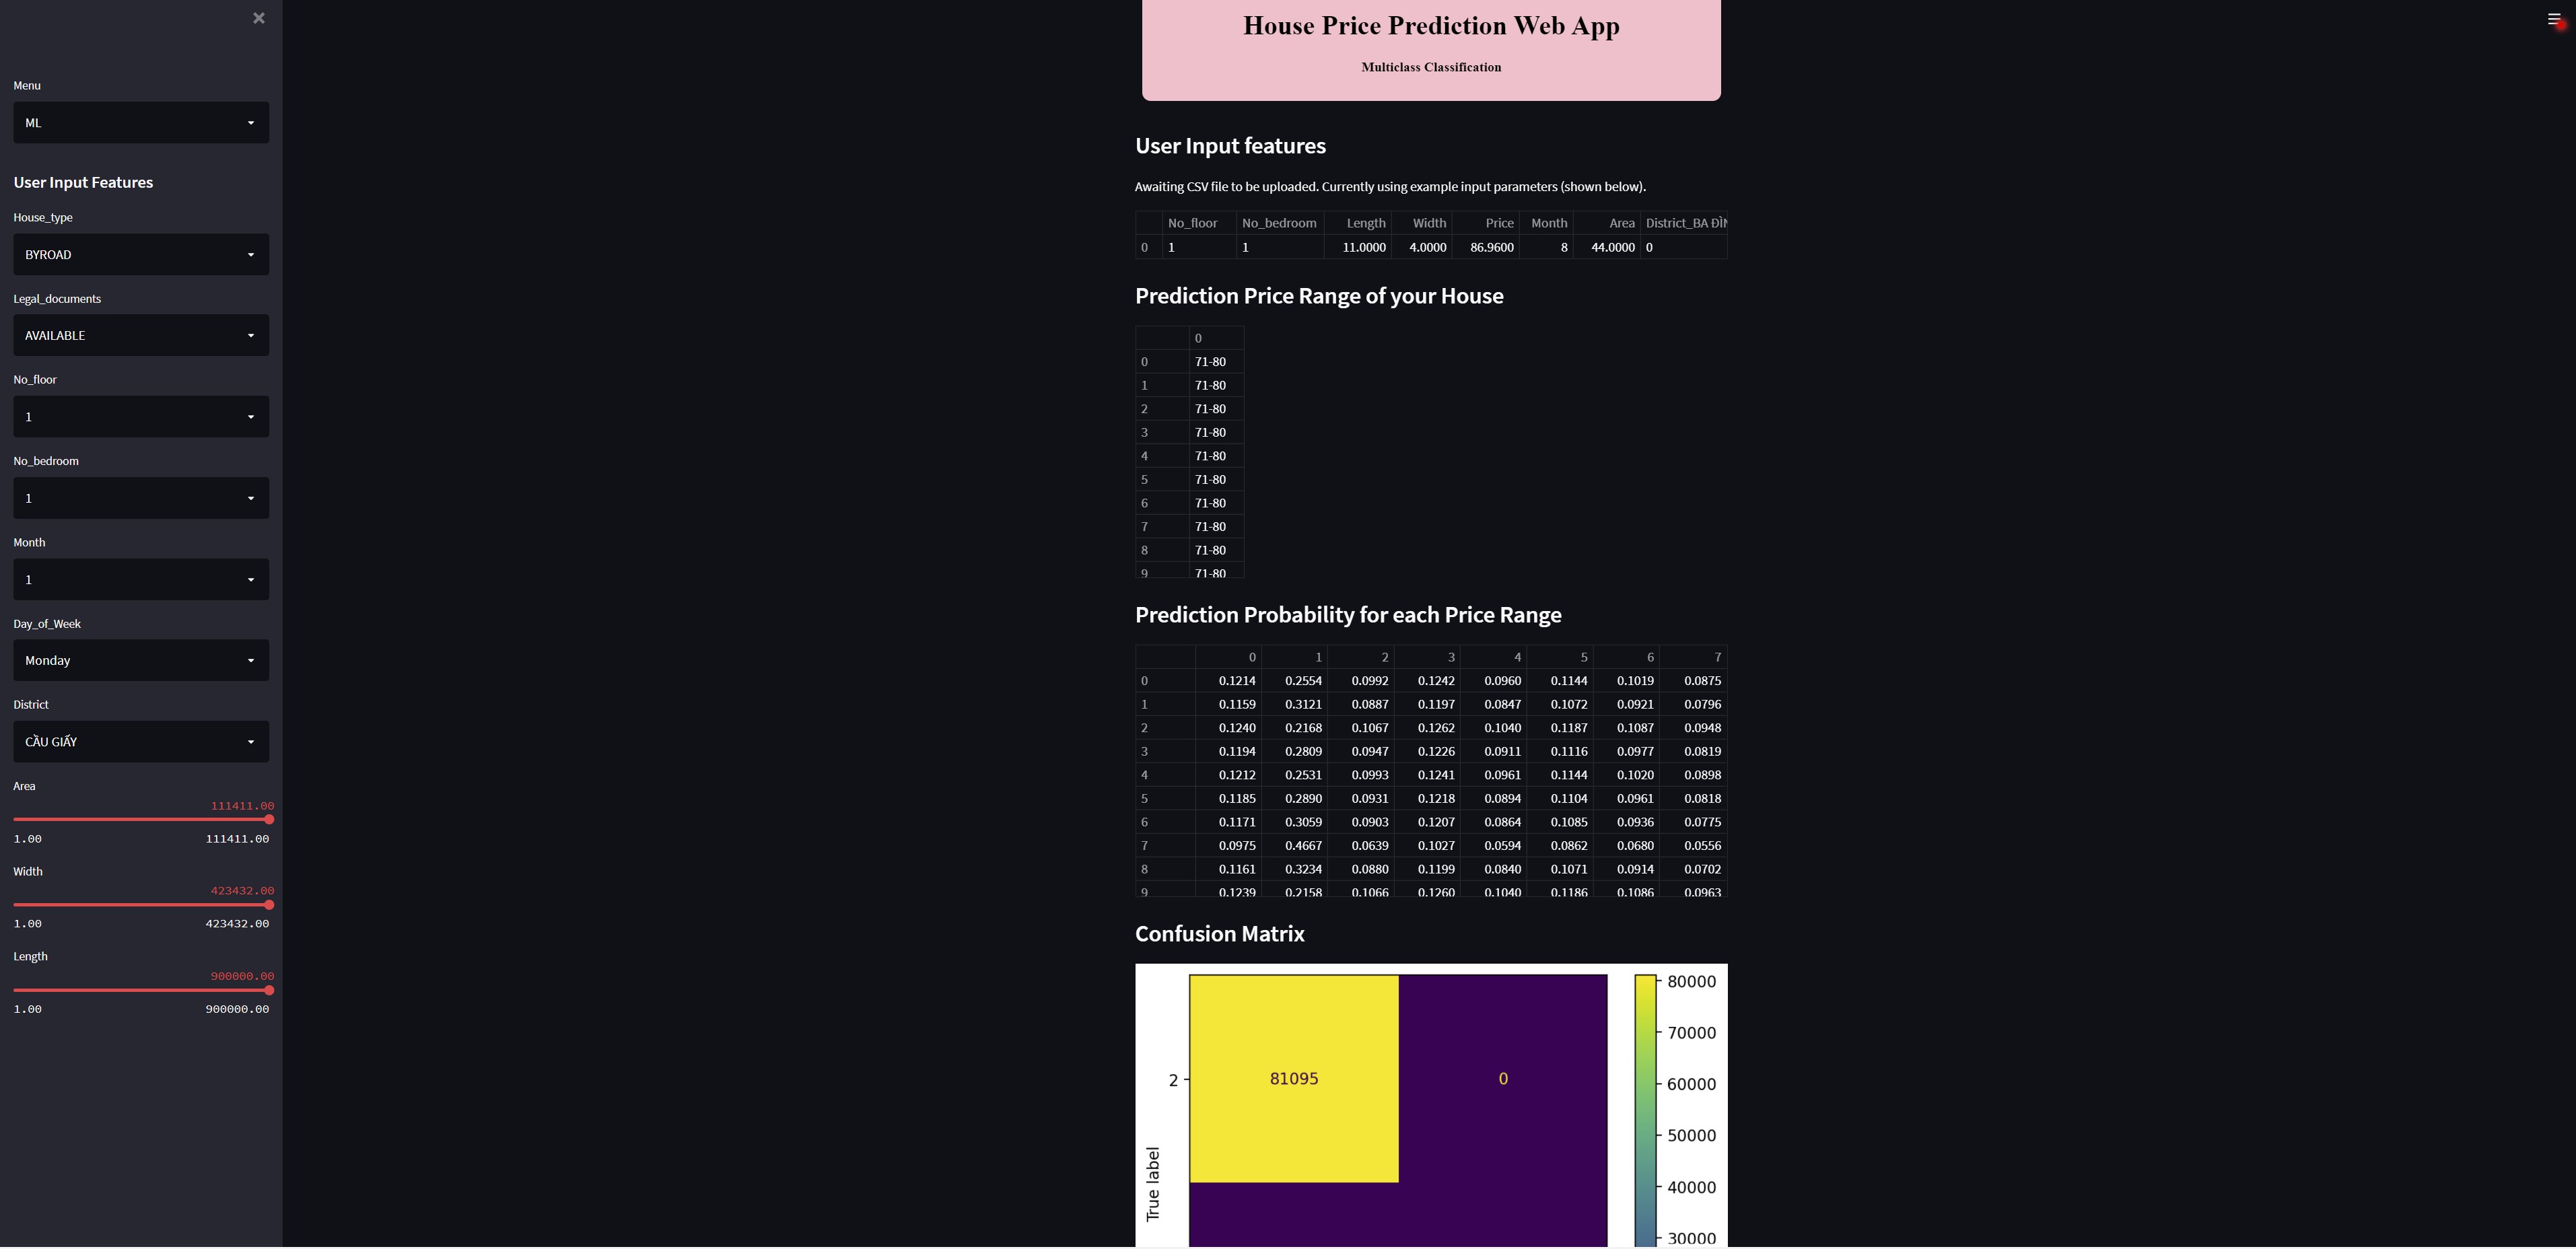 Menu
ML
User Input Features
House_type
BYROAD
Legal_documents
AVAILABLE
No_floor
1
No_bedroom
1
Month
1
Day_of_Week
Monday
District
CẦU GIẤY
Area
111411.00
1.00 111411.00
Width
423432.00
1.00 423432.00
Length
900000.00
1.00 900000.00
House Price Prediction Web App
Multiclass Classification
User Input features
Awaiting CSV file to be uploaded. Currently using example input parameters (shown below).
No_floor No_bedroom Length Width Price Month Area District_BA
0 1 1 11.0000 4.0000 86.9600 8 44.0000 0
Prediction Price Range of your House
0
0 71-80
1 71-80
2 71-80
3 71-80
4 71-80
5 71-80
6 71-80
7 71-80
8 71-80
9 71-80
Prediction Probability for each Price Range
0 1 2 3 4 5 6 7
0 0.1214 0.2554 0.0992 0.1242 0.0960 0.1144 0.1019 0.0875
1 0.1159 0.3121 0.0887 0.1197 0.0847 0.1072 0.0921 0.0796
2 0.1240 0.2168 0.1067 0.1262 0.1040 0.1187 0.1087 0.0948
3 0.1194 0.2809 0.0947 0.1226 0.0911 0.1116 0.0977 0.0819
4 0.1212 0.2531 0.0993 0.1241 0.0961 0.1144 0.1020 0.0898
5 0.1185 0.2890 0.0931 0.1218 0.0894 0.1104 0.0961 0.0818
6 0.1171 0.3059 0.0903 0.1207 0.0864 0.1085 0.0936 0.0775
7 0.0975 0.4667 0.0639 0.1027 0.0594 0.0862 0.0680 0.0556
8 0.1161 0.3234 0.0880 0.1199 0.0840 0.1071 0.0914 0.0702
9 0.1239 0.2158 0.1066 0.1260 0.1040 0.1186 0.1086 0.0963
Confusion Matrix
80000
70000
2 81095 0
60000
50000
True label
40000
30000